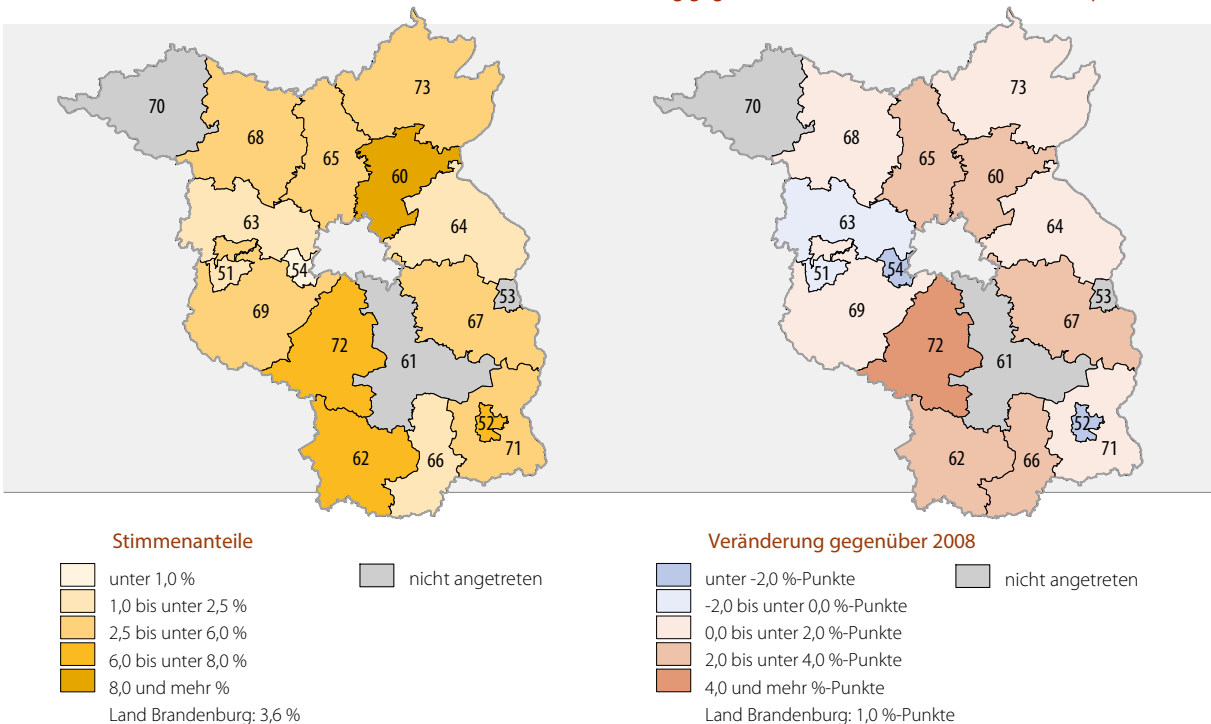 73
70
68
65
60
63
64
51
54
53
69
67
72
61
52
71
62
66
73
70
68
65
60
63
64
51
54
53
69
67
72
61
52
71
62
66
Stimmenanteile
unter 1,0 %
nicht angetreten
1,0 bis unter 2,5 %
2,5 bis unter 6,0 %
6,0 bis unter 8,0 %
8,0 und mehr %
Land Brandenburg: 3,6 %
Veränderung gegenüber 2008
unter -2,0 %-Punkte
nicht angetreten
-2,0 bis unter 0,0 %-Punkte
0,0 bis unter 2,0 %-Punkte
2,0 bis unter 4,0 %-Punkte
4,0 und mehr %-Punkte
Land Brandenburg: 1,0 %-Punkte